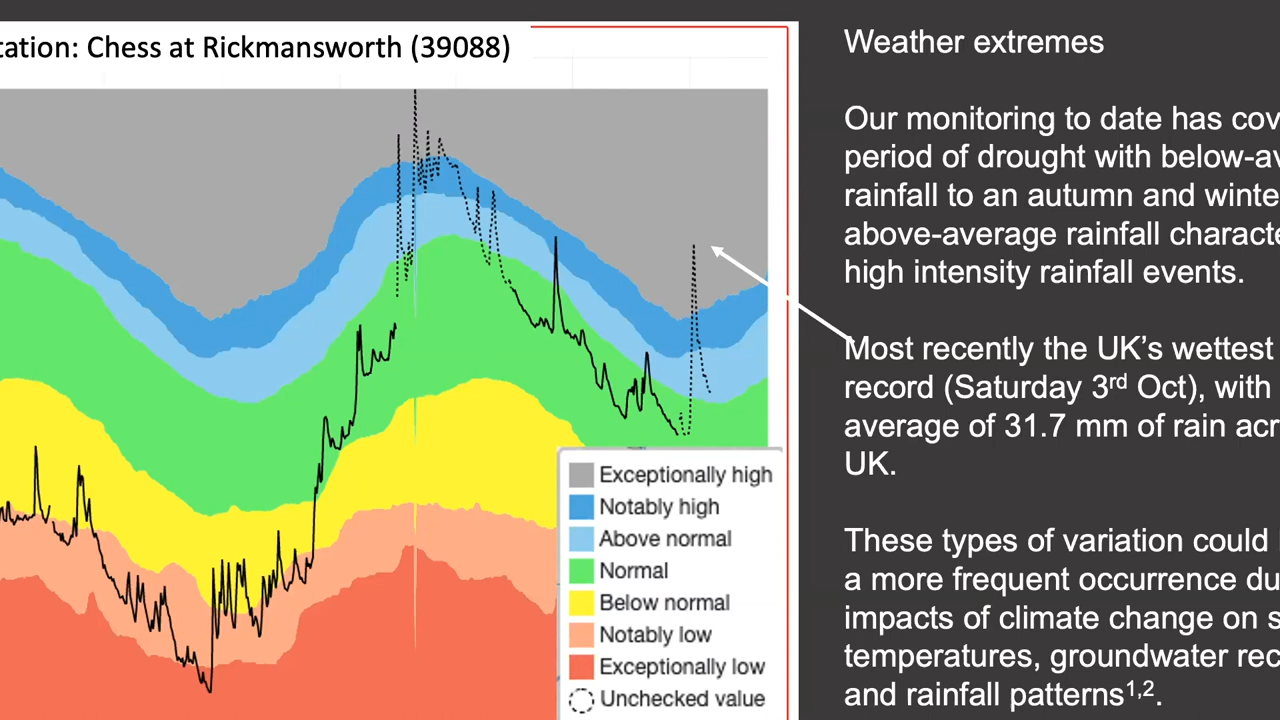 tation: Chess at Rickmansworth (39088)
Exceptionally high
Notably high
Above normal
Normal
Below normal
Notably low
Exceptionally low
Unchecked value
Weather extremes
Our monitoring to date has cov
period of drought with below-av
rainfall to an autumn and winte
above-average rainfall characte
high intensity rainfall events.
Most recently the UK's wettest
record (Saturday 3rd Oct), with
average of 31.7 mm of rain acr
UK.
These types of variation could
a more frequent occurrence du
impacts of climate change on s
temperatures, groundwater rec
and rainfall patterns1,2.